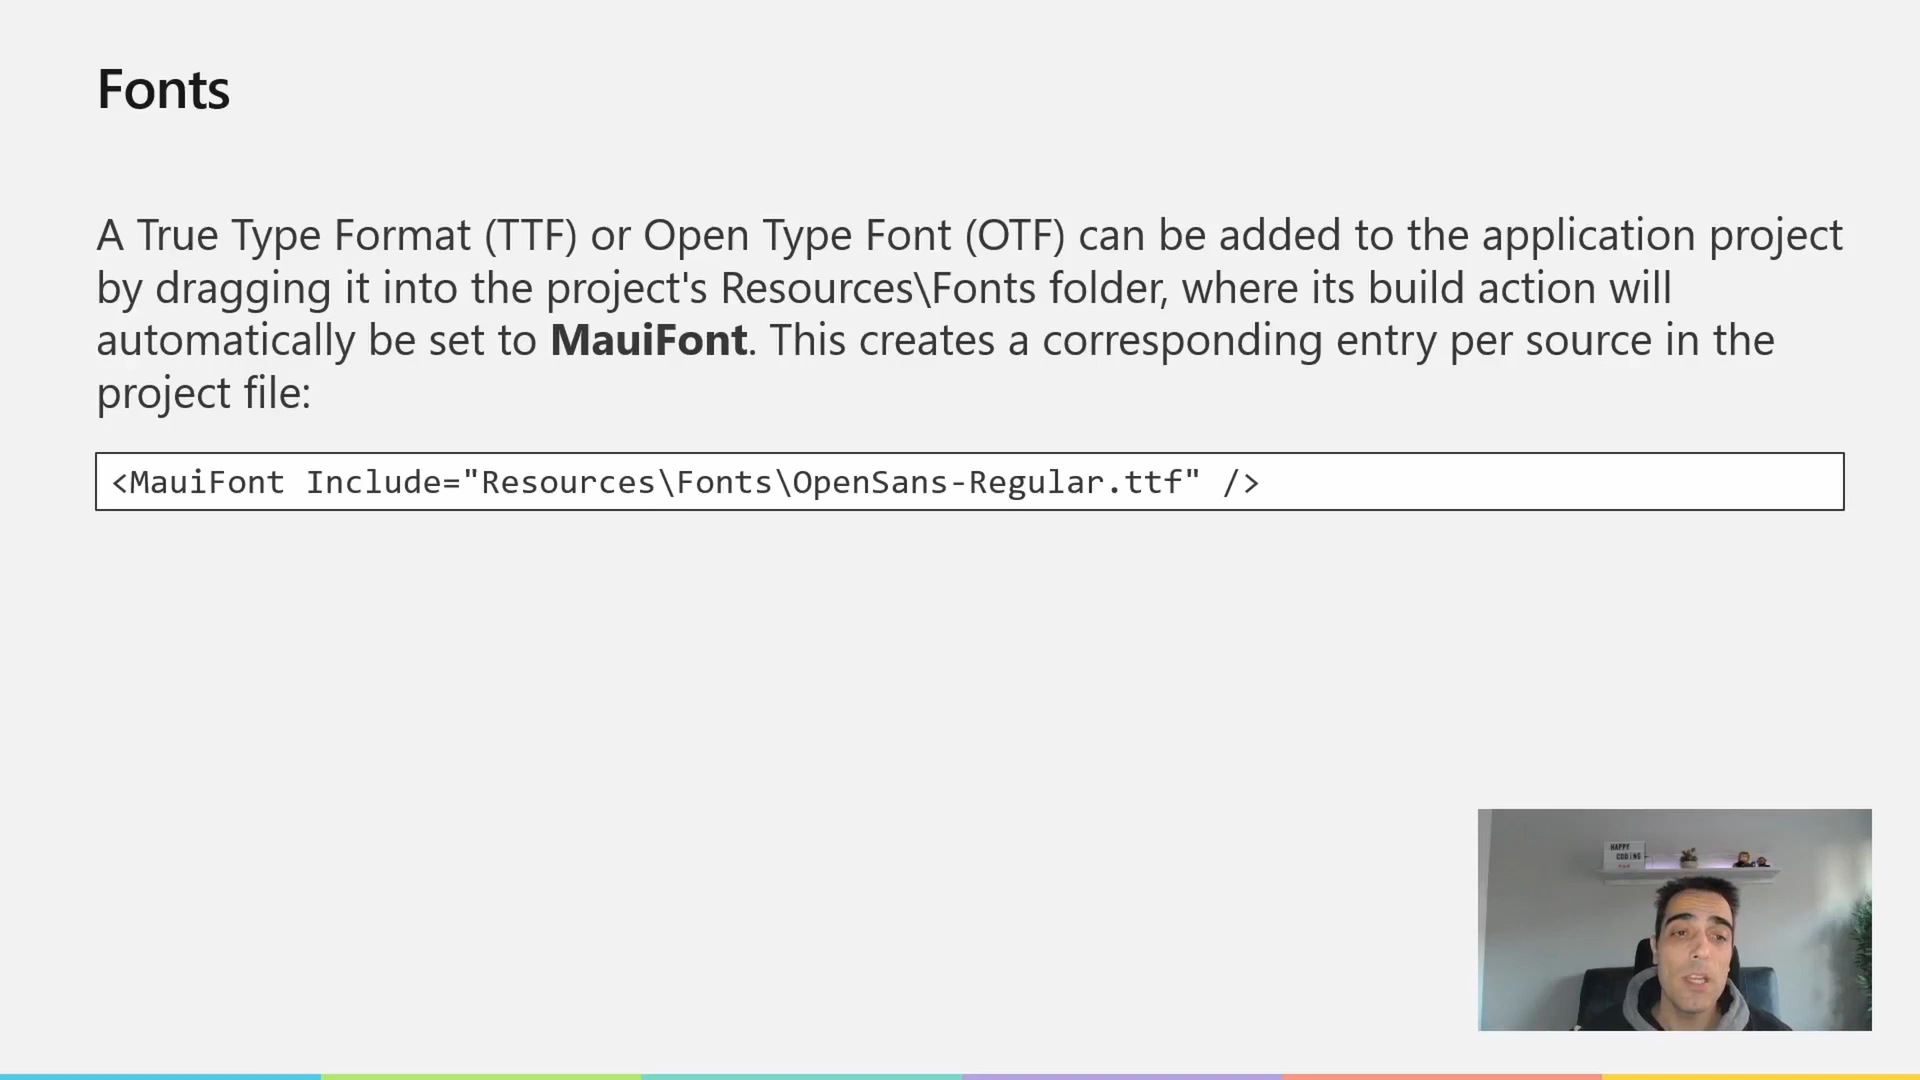 Fonts
A True Type Format (TTF) or Open Type Font (OTF) can be added to the application project
by dragging it into the project's Resources\Fonts folder, where its build action will
automatically be set to MauiFont. This creates a corresponding entry per source in the
project file:
<MauiFont Include="Resources\Fonts\OpenSans-Regular.ttf" />
HAPPY
CODING